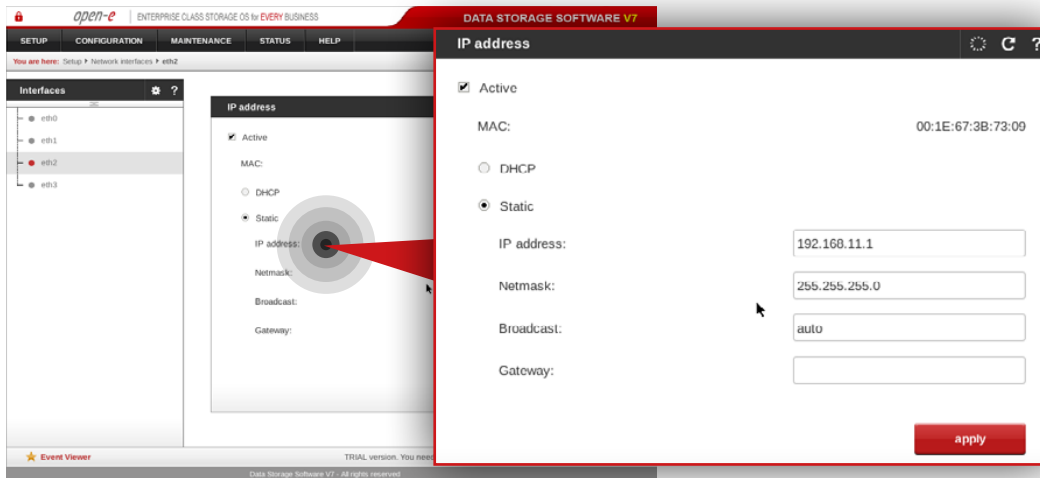 open-e ENTERPRISE CLASS STORAGE OS for EVERY BUSINESS
DATA STORAGE SOFTWARE V7
SETUP CONFIGURATION MAINTENANCE STATUS HELP
You are here: Setup Network interfaces eth2
Interfaces ?
eth0
eth1
eth2
eth3
IP address
Active
MAC:
DHCP
Static
IP address:
Netmask:
Broadcast:
Gateway:
IP address ?
Active
MAC: 00:1E:67:3B:73:09
DHCP
Static
IP address: 192.168.11.1
Netmask: 255.255.255.0
Broadcast: auto
Gateway:
apply
Event Viewer
TRIAL version. You need
Data Storage Software V7 - All rights reserved